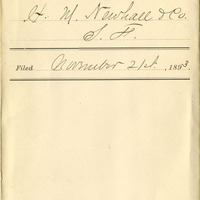 H. M. Newhall & Co.
S. F.
Filed November 21st, 1893.